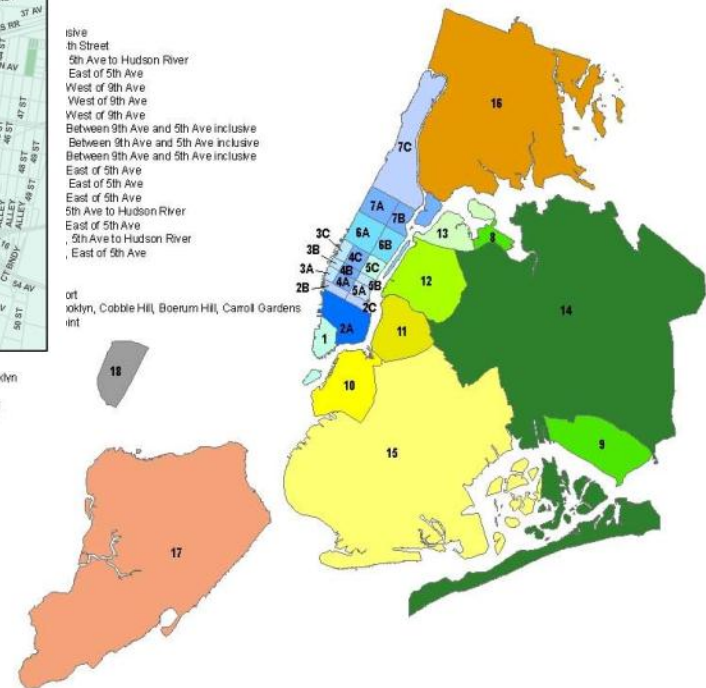 37 AV
S RR
N AV
47 ST
46 ST
48 ST
49 ST
49 ST
ALLEY
ALLEY
ALLEY
CT BNDY
54 AV
50 ST
sive
th Street
5th Ave to Hudson River
East of 5th Ave
West of 9th Ave
West of 9th Ave
West of 9th Ave
Between 9th Ave and 5th Ave inclusive
Between 9th Ave and 5th Ave inclusive
Between 9th Ave and 5th Ave inclusive
East of 5th Ave
East of 5th Ave
East of 5th Ave
5th Ave to Hudson River
East of 5th Ave
, 5th Ave to Hudson River
, East of 5th Ave
ort
oklyn, Cobble Hill, Boerum Hill, Carroll Gardens
int
klyn
16
7C
7A
7B
6A
6B
3C
4C
3B
4B
5C
3A
4A
5B
2B
5A
2C
13
8
12
14
1
2A
11
10
15
9
18
17